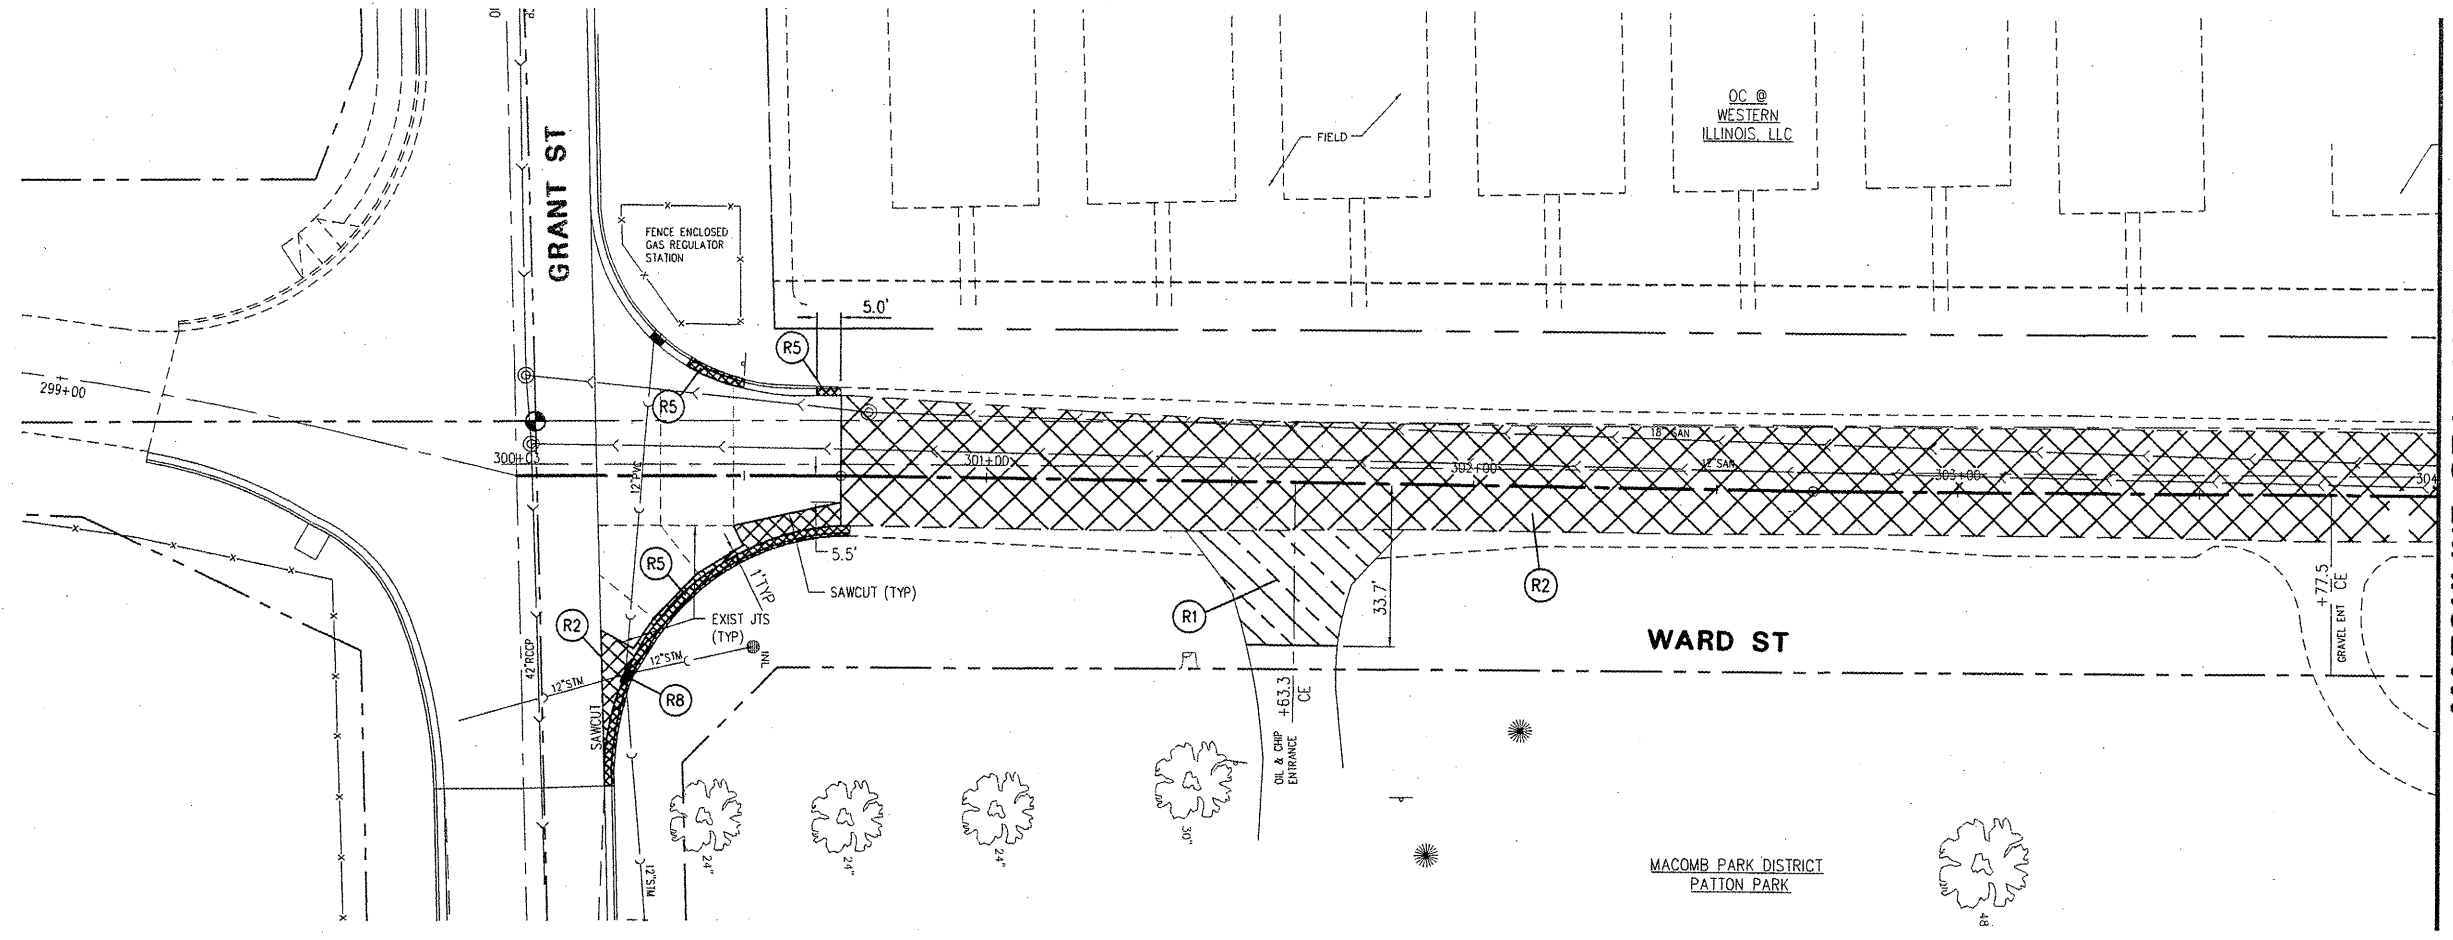 GRANT ST
FENCE ENCLOSED
GAS REGULATOR
STATION
FIELD
OC @
WESTERN
ILLINOIS, LLC
5.0'
R5
R5
299+00
300+03
12"PVC
301+00
302+00
18"SAN
12"SAN
303+00
304
5.5'
R5
1'TYP
SAWCUT (TYP)
R2
EXIST JTS
(TYP)
12"STM
INL
42"RCCP
12"STM
R8
SAWCUT
12"STM
R1
33.7'
R2
WARD ST
+63.3
CE
OIL & CHIP
ENTRANCE
+77.5
CE
GRAVEL ENT
24"
24"
24"
30"
48
MACOMB PARK DISTRICT
PATTON PARK